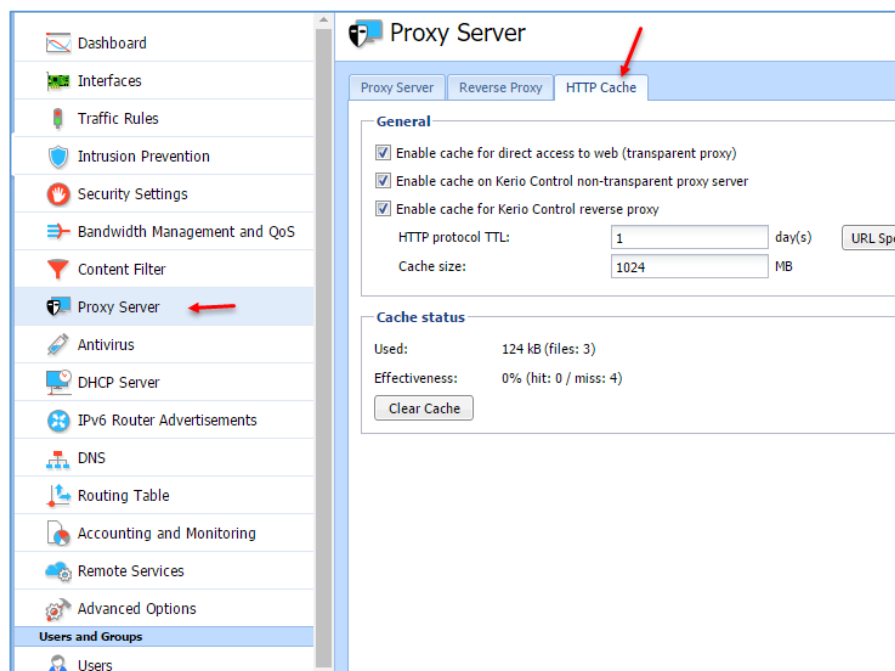 Dashboard
Interfaces
Traffic Rules
Intrusion Prevention
Security Settings
Bandwidth Management and QoS
Content Filter
Proxy Server
Antivirus
DHCP Server
IPv6 Router Advertisements
DNS
Routing Table
Accounting and Monitoring
Remote Services
Advanced Options
Users and Groups
Users
Proxy Server
Proxy Server Reverse Proxy HTTP Cache
General
Enable cache for direct access to web (transparent proxy)
Enable cache on Kerio Control non-transparent proxy server
Enable cache for Kerio Control reverse proxy
HTTP protocol TTL: 1 day(s) URL Spe
Cache size: 1024 MB
Cache status
Used: 124 kB (files: 3)
Effectiveness: 0% (hit: 0 / miss: 4)
Clear Cache